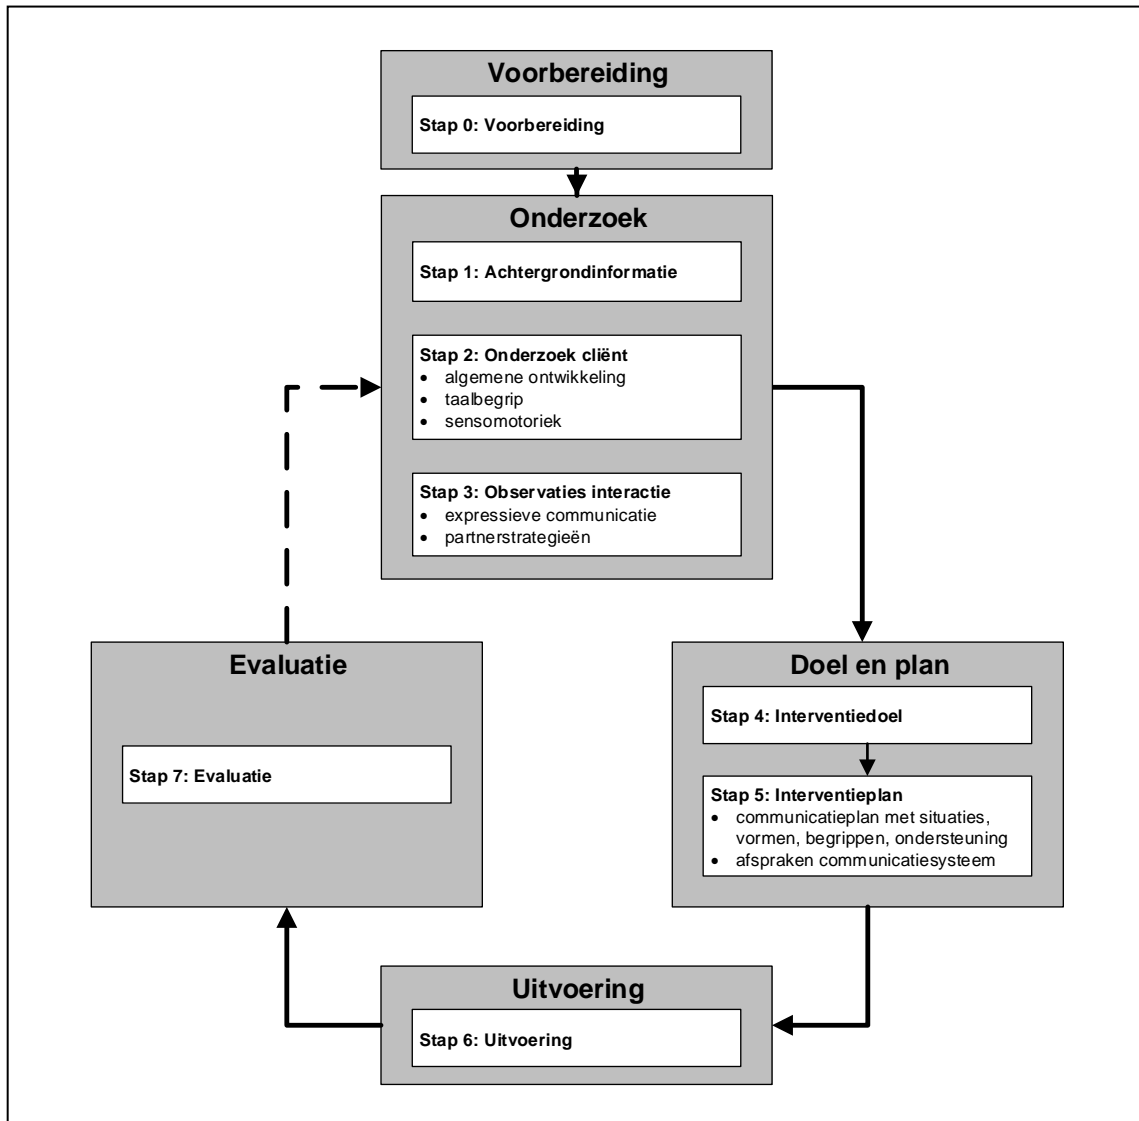 Voorbereiding
Stap 0: Voorbereiding
Onderzoek
Stap 1: Achtergrondinformatie
Stap 2: Onderzoek cliënt
• algemene ontwikkeling
• taalbegrip
• sensomotoriek
Stap 3: Observaties interactie
• expressieve communicatie
• partnerstrategieën
Doel en plan
Stap 4: Interventiedoel
Stap 5: Interventieplan
• communicatieplan met situaties,
vormen, begrippen, ondersteuning
• afspraken communicatiesysteem
Uitvoering
Stap 6: Uitvoering
Evaluatie
Stap 7: Evaluatie